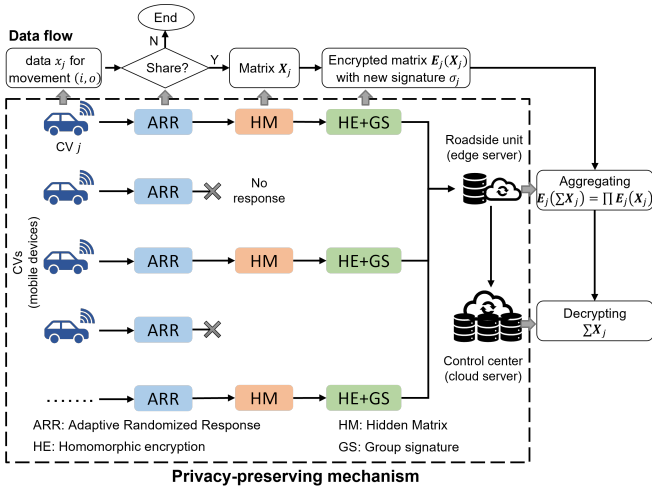 Data flow
End
N
data x_j for
movement (i, o)
Share?
Y
Matrix X_j
Encrypted matrix E_j(X_j)
with new signature σ_j
CV j
ARR
HM
HE+GS
Roadside unit
(edge server)
Aggregating
E_j(∑X_j) = ∏ E_j(X_j)
ARR
No
response
CVs
(mobile devices)
ARR
HM
HE+GS
ARR
Decrypting
∑X_j
Control center
(cloud server)
.......
ARR
HM
HE+GS
ARR: Adaptive Randomized Response
HM: Hidden Matrix
HE: Homomorphic encryption
GS: Group signature
Privacy-preserving mechanism